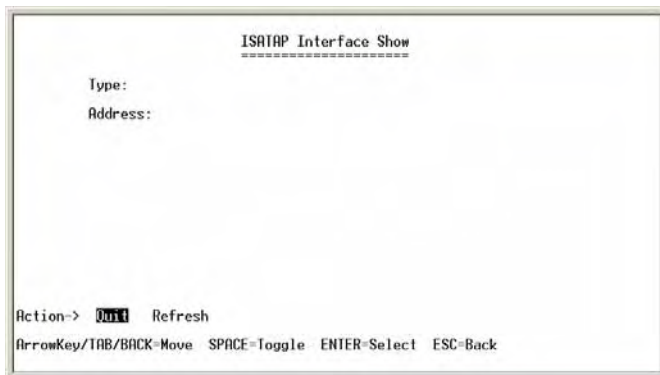 ISATAP Interface Show
=====================
Type:
Address:
Action-> Quit Refresh
ArrowKey/TAB/BACK=Move SPACE=Toggle ENTER=Select ESC=Back